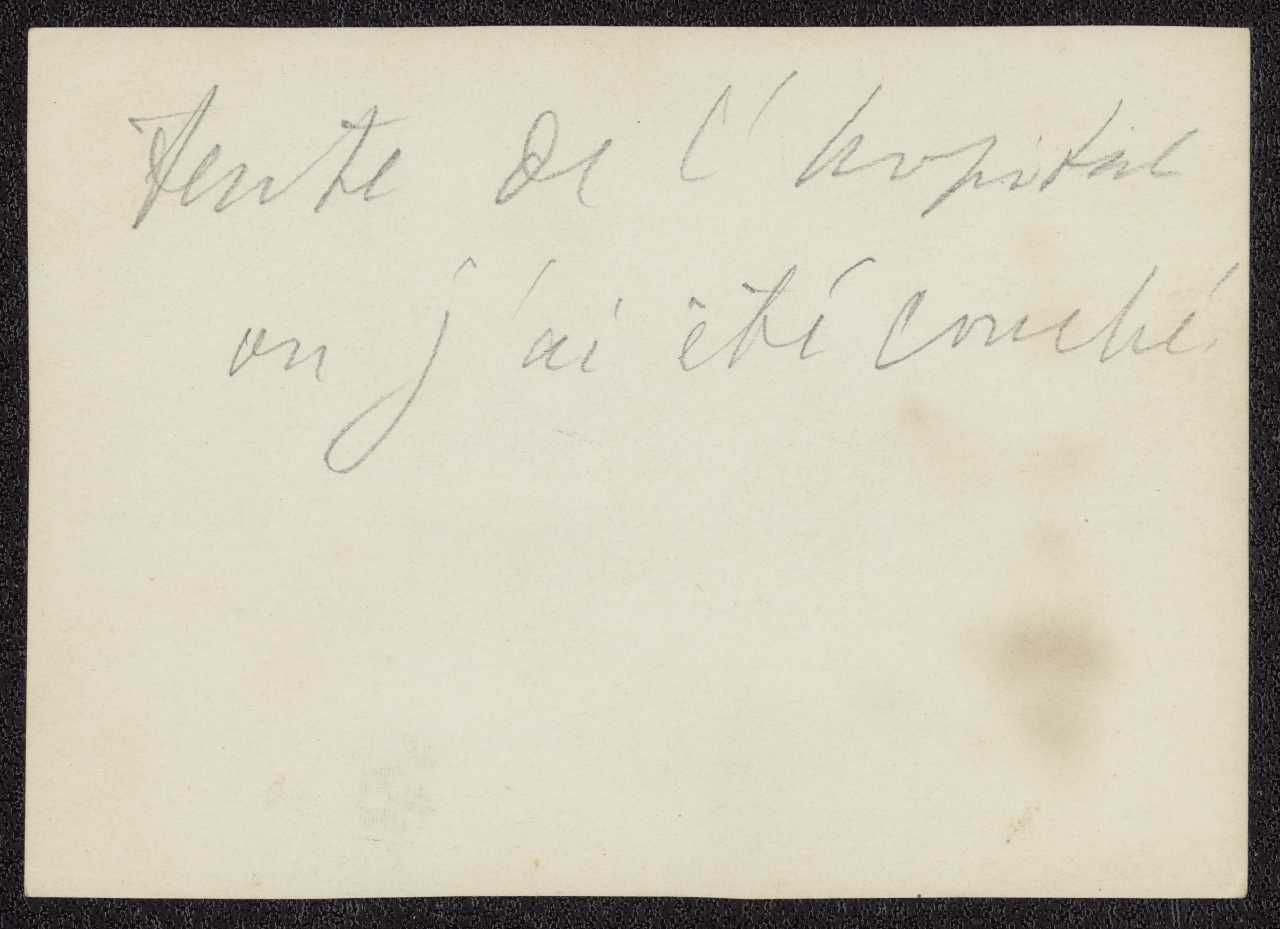 Tente de l'hopital
ou j'ai été couché.